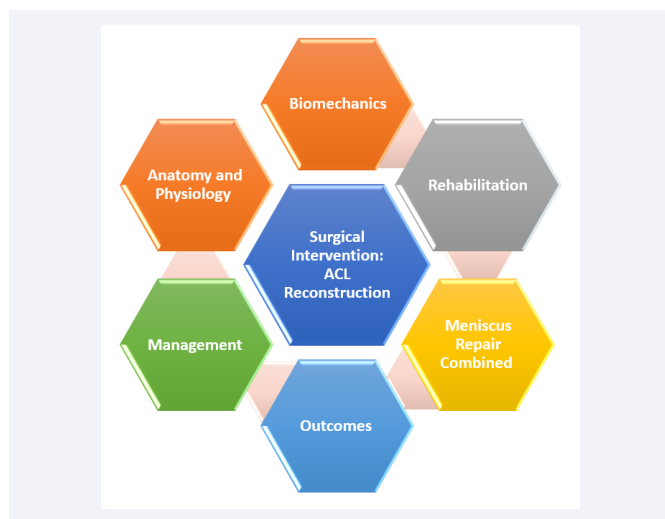 Biomechanics
Anatomy and
Physiology
Rehabilitation
Surgical
Intervention:
ACL
Reconstruction
Management
Meniscus
Repair
Combined
Outcomes